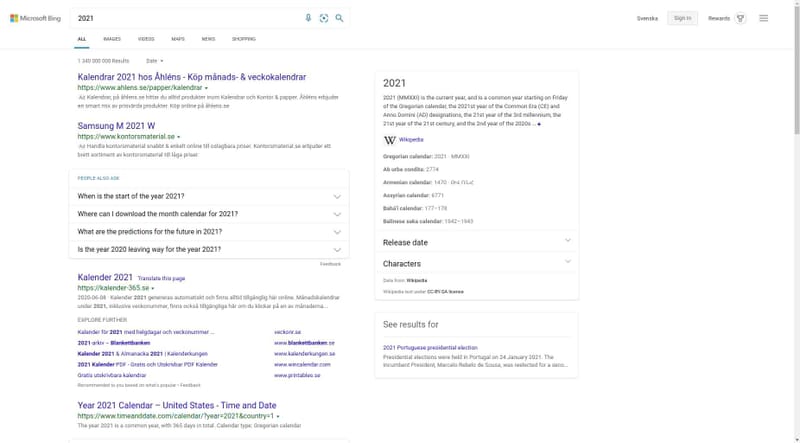 Microsoft Bing
2021
Svenska
Sign in
Rewards
ALL
IMAGES
VIDEOS
MAPS
NEWS
SHOPPING
1 340 000 000 Results
Date
Kalendrar 2021 hos Åhléns - Köp månads- & veckokalendrar
https://www.ahlens.se/papper/kalendrar
Ad Kalendrar, på åhlens.se hittar du alltid produkter inom Kalendrar och Kontor & papper. Åhléns erbjuder
en smart mix av prisvärda produkter. Köp online på åhlens.se
Samsung M 2021 W
https://www.kontorsmaterial.se
Ad Handla kontorsmaterial snabbt & enkelt online till oslagbara priser. Kontorsmaterial.se erbjuder ett
brett sortiment av kontorsmaterial till låga priser.
PEOPLE ALSO ASK
When is the start of the year 2021?
Where can I download the month calendar for 2021?
What are the predictions for the future in 2021?
Is the year 2020 leaving way for the year 2021?
Feedback
Kalender 2021 Translate this page
https://kalender-365.se
2020-06-08 · Kalender 2021 genereras automatiskt och finns alltid tillgänglig här online. Månadskalendrar
under 2021, inklusive veckonummer, finns också tillgängliga här om du klickar på en av månaderna...
EXPLORE FURTHER
Kalender för 2021 med helgdagar och veckonummer ...
veckonr.se
2021 arkiv – Blankettbanken
www.blankettbanken.se
Kalender 2021 & Almanacka 2021 | Kalenderkungen
www.kalenderkungen.se
2021 Kalender PDF - Gratis och Utskrivbar PDF Kalender
www.wincalendar.com
Gratis utskrivbara kalendrar
www.printables.se
Recommended to you based on what's popular • Feedback
Year 2021 Calendar – United States - Time and Date
https://www.timeanddate.com/calendar/?year=2021&country=1
The year 2021 is a common year, with 365 days in total. Calendar type: Gregorian calendar
2021
2021 (MMXXI) is the current year, and is a common year starting on Friday
of the Gregorian calendar, the 2021st year of the Common Era (CE) and
Anno Domini (AD) designations, the 21st year of the 3rd millennium, the
21st year of the 21st century, and the 2nd year of the 2020s ...
W Wikipedia
Gregorian calendar: 2021 · MMXXI
Ab urbe condita: 2774
Armenian calendar: 1470
Assyrian calendar: 6771
Bahá'í calendar: 177–178
Balinese saka calendar: 1942–1943
Release date
Characters
Data from: Wikipedia
Wikipedia text under CC-BY-SA license
See results for
2021 Portuguese presidential election
Presidential elections were held in Portugal on 24 January 2021. The
incumbent President, Marcelo Rebelo de Sousa, was reelected for a seco...